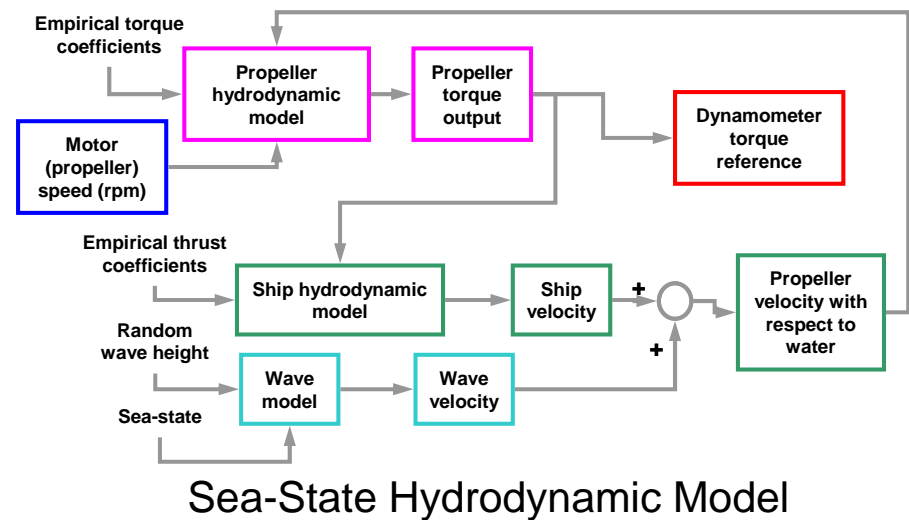 Empirical torque
coefficients
Propeller
hydrodynamic
model
Propeller
torque
output
Dynamometer
torque
reference
Motor
(propeller)
speed (rpm)
Empirical thrust
coefficients
Ship hydrodynamic
model
Ship
velocity
+
+
Propeller
velocity with
respect to
water
Random
wave height
Wave
model
Wave
velocity
Sea-state
Sea-State Hydrodynamic Model